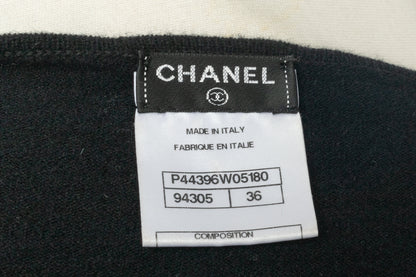 CHANEL
MADE IN ITALY
FABRIQUE EN ITALIE
P44396W05180
94305 36
COMPOSITION